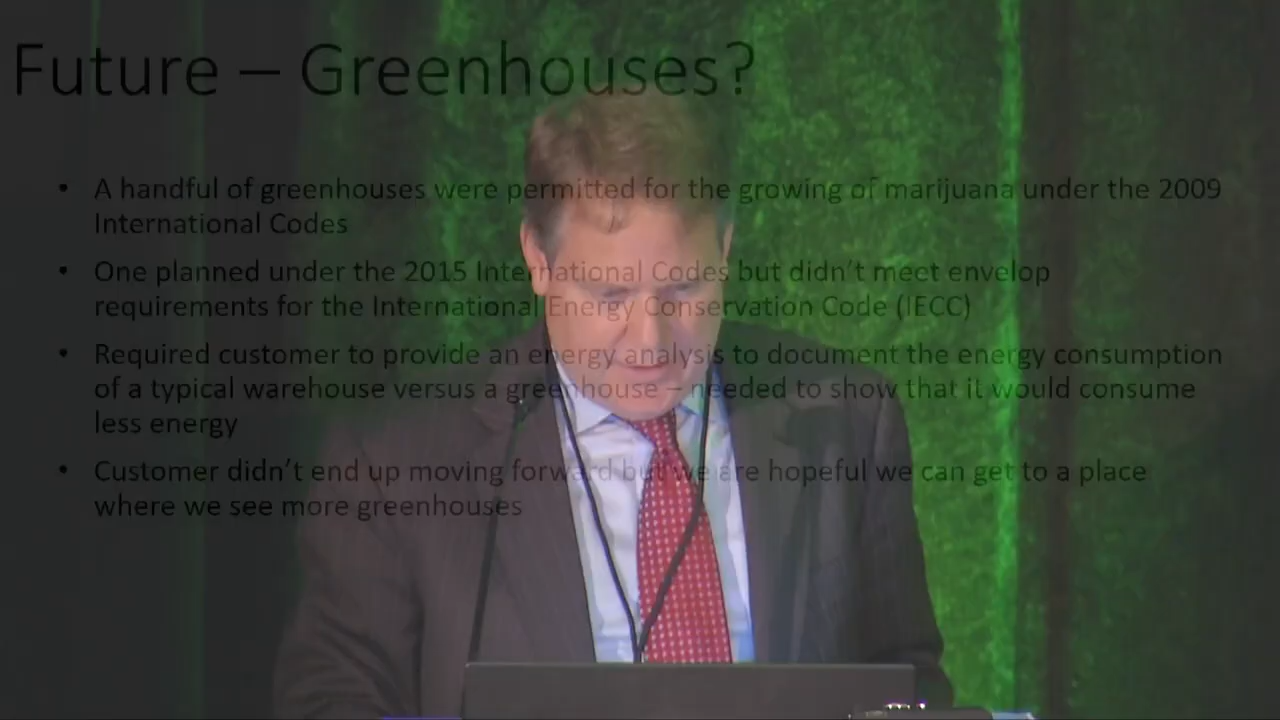 Future – Greenhouses?
• A handful of greenhouses were permitted for the growing of marijuana under the 2009
International Codes
• One planned under the 2015 International Codes but didn’t meet envelop
requirements for the International Energy Conservation Code (IECC)
• Required customer to provide an energy analysis to document the energy consumption
of a typical warehouse versus a greenhouse – needed to show that it would consume
less energy
• Customer didn’t end up moving forward but we are hopeful we can get to a place
where we see more greenhouses